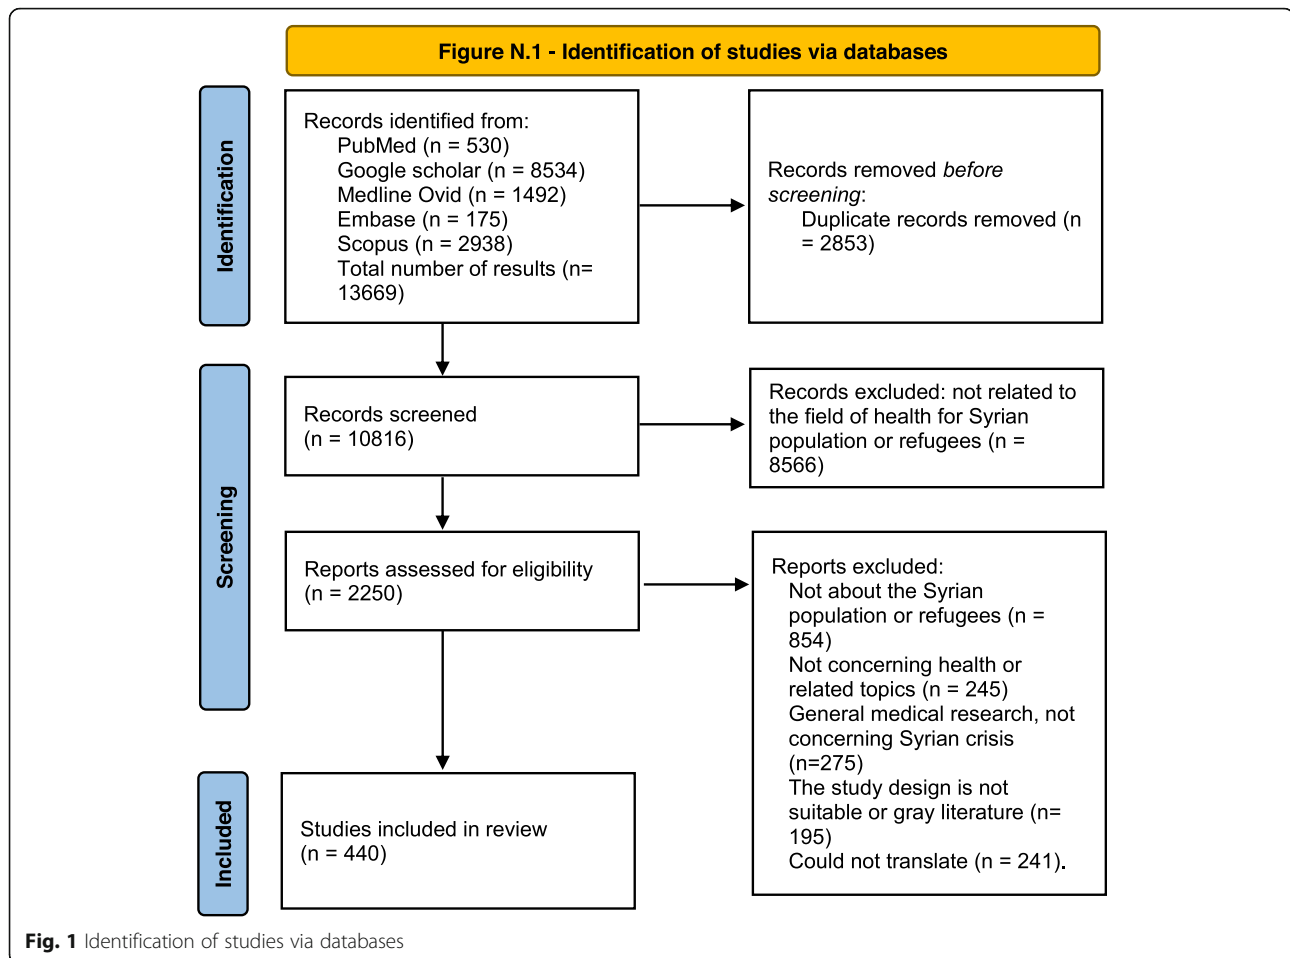 Figure N.1 - Identification of studies via databases
Identification
Records identified from:
PubMed (n = 530)
Google scholar (n = 8534)
Medline Ovid (n = 1492)
Embase (n = 175)
Scopus (n = 2938)
Total number of results (n=
13669)
Records removed before
screening:
Duplicate records removed (n
= 2853)
Screening
Records screened
(n = 10816)
Records excluded: not related to
the field of health for Syrian
population or refugees (n =
8566)
Reports assessed for eligibility
(n = 2250)
Reports excluded:
Not about the Syrian
population or refugees (n =
854)
Not concerning health or
related topics (n = 245)
General medical research, not
concerning Syrian crisis
(n=275)
The study design is not
suitable or gray literature (n=
195)
Could not translate (n = 241).
Included
Studies included in review
(n = 440)
Fig. 1 Identification of studies via databases